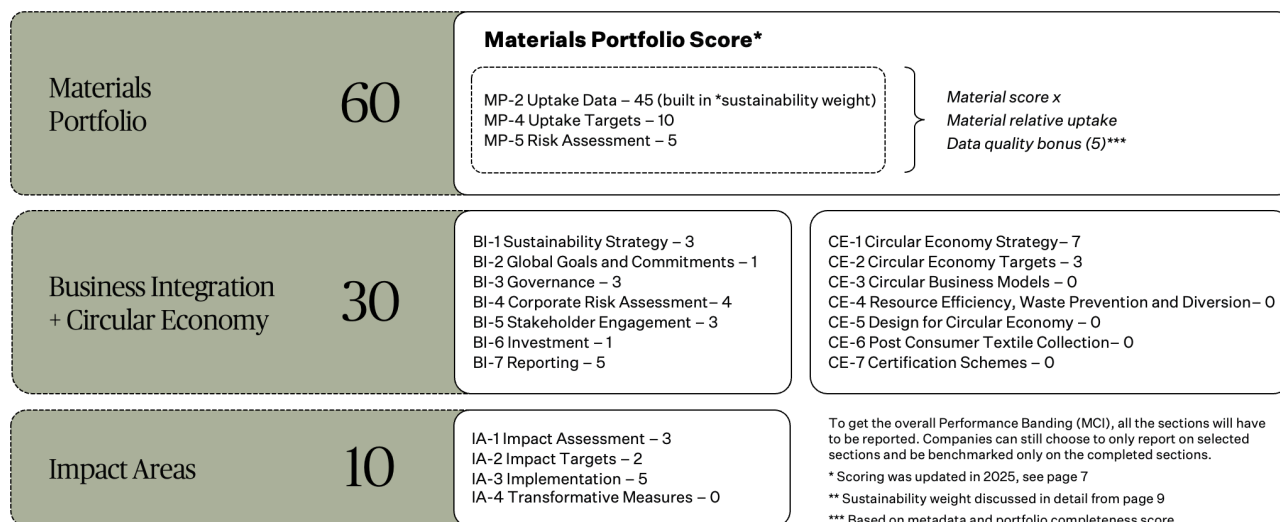 Materials
Portfolio
60
Materials Portfolio Score*
MP-2 Uptake Data – 45 (built in *sustainability weight)
MP-4 Uptake Targets – 10
MP-5 Risk Assessment – 5
Material score x
Material relative uptake
Data quality bonus (5)***
Business Integration
+ Circular Economy
30
BI-1 Sustainability Strategy – 3
BI-2 Global Goals and Commitments – 1
BI-3 Governance – 3
BI-4 Corporate Risk Assessment– 4
BI-5 Stakeholder Engagement – 3
BI-6 Investment – 1
BI-7 Reporting – 5
CE-1 Circular Economy Strategy– 7
CE-2 Circular Economy Targets – 3
CE-3 Circular Business Models – 0
CE-4 Resource Efficiency, Waste Prevention and Diversion– 0
CE-5 Design for Circular Economy – 0
CE-6 Post Consumer Textile Collection– 0
CE-7 Certification Schemes – 0
Impact Areas
10
IA-1 Impact Assessment – 3
IA-2 Impact Targets – 2
IA-3 Implementation – 5
IA-4 Transformative Measures – 0
To get the overall Performance Banding (MCI), all the sections will have
to be reported. Companies can still choose to only report on selected
sections and be benchmarked only on the completed sections.
* Scoring was updated in 2025, see page 7
** Sustainability weight discussed in detail from page 9
*** Based on metadata and portfolio completeness score